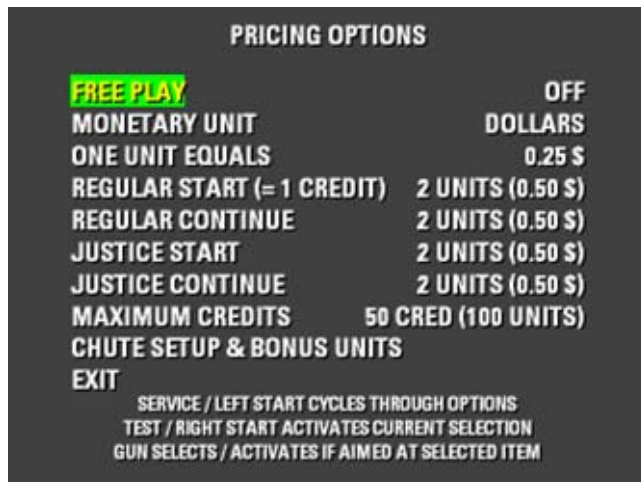 PRICING OPTIONS
FREE PLAY OFF
MONETARY UNIT DOLLARS
ONE UNIT EQUALS 0.25 $
REGULAR START (= 1 CREDIT) 2 UNITS (0.50 $)
REGULAR CONTINUE 2 UNITS (0.50 $)
JUSTICE START 2 UNITS (0.50 $)
JUSTICE CONTINUE 2 UNITS (0.50 $)
MAXIMUM CREDITS 50 CRED (100 UNITS)
CHUTE SETUP & BONUS UNITS
EXIT
SERVICE / LEFT START CYCLES THROUGH OPTIONS
TEST / RIGHT START ACTIVATES CURRENT SELECTION
GUN SELECTS / ACTIVATES IF AIMED AT SELECTED ITEM